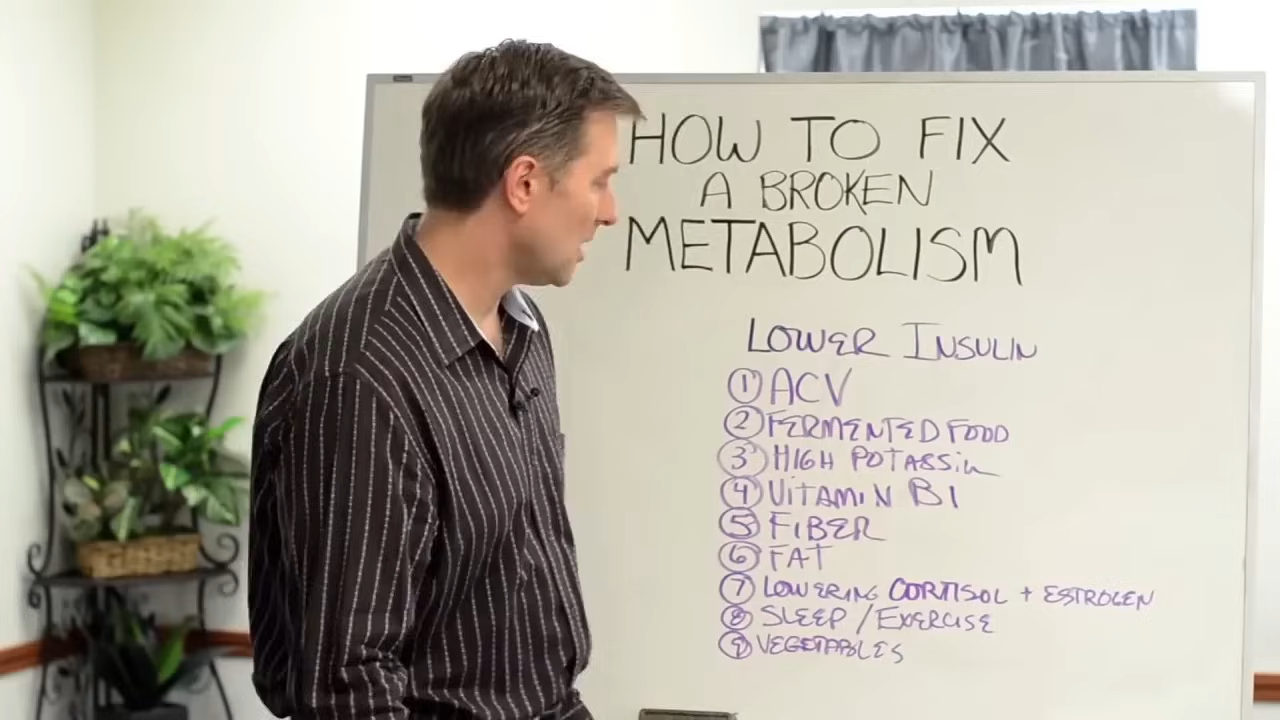 HOW TO FIX
A BROKEN
METABOLISM
LOWER INSULIN
1 ACV
2 FERMENTED FOOD
3 HIGH POTASSIUM
4 VITAMIN B1
5 FIBER
6 FAT
7 LOWERING CORTISOL + ESTROGEN
8 SLEEP / EXERCISE
9 VEGETABLES